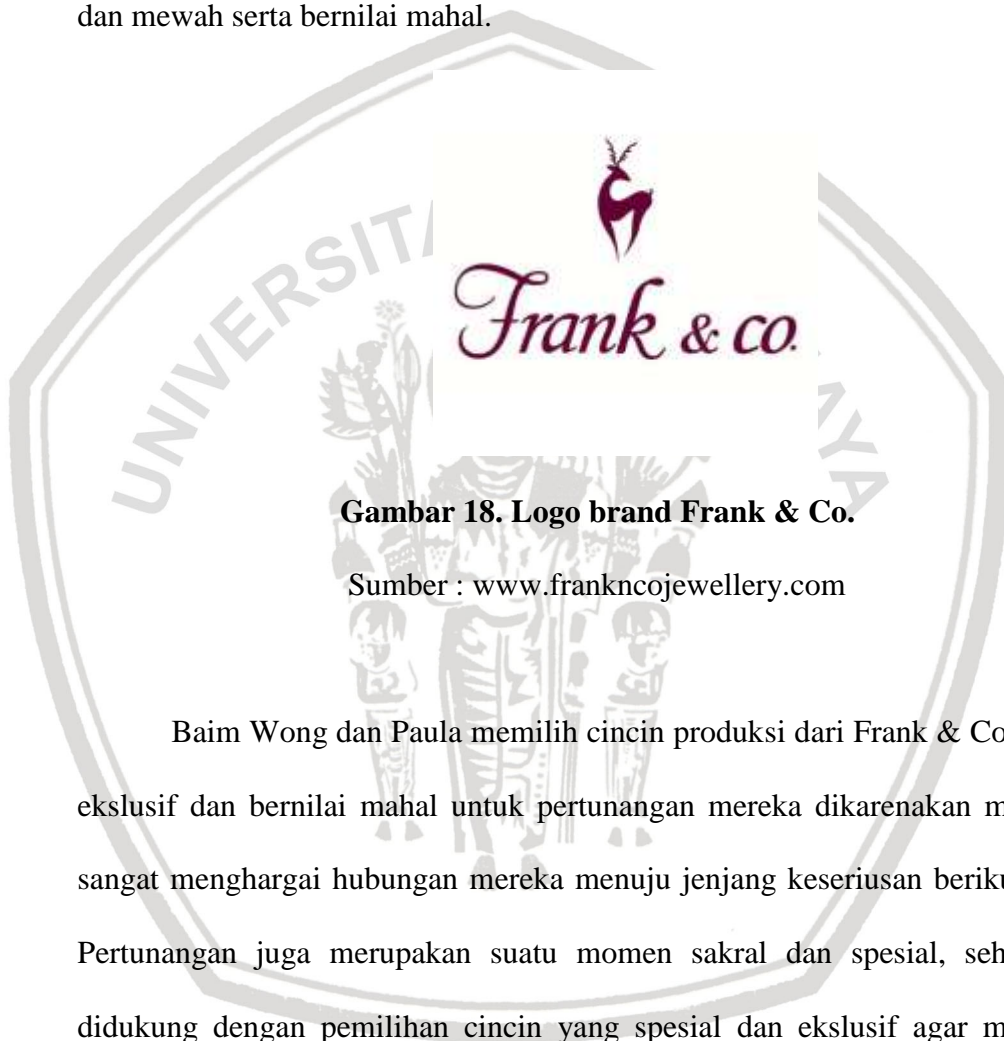 dan mewah serta bernilai mahal.
UNIVERSITA
AYA
Frank & co.
Gambar 18. Logo brand Frank & Co.
Sumber : www.frankncojewellery.com
Baim Wong dan Paula memilih cincin produksi dari Frank & Co
ekslusif dan bernilai mahal untuk pertunangan mereka dikarenakan m
sangat menghargai hubungan mereka menuju jenjang keseriusan beriku
Pertunangan juga merupakan suatu momen sakral dan spesial, seh
didukung dengan pemilihan cincin yang spesial dan ekslusif agar m